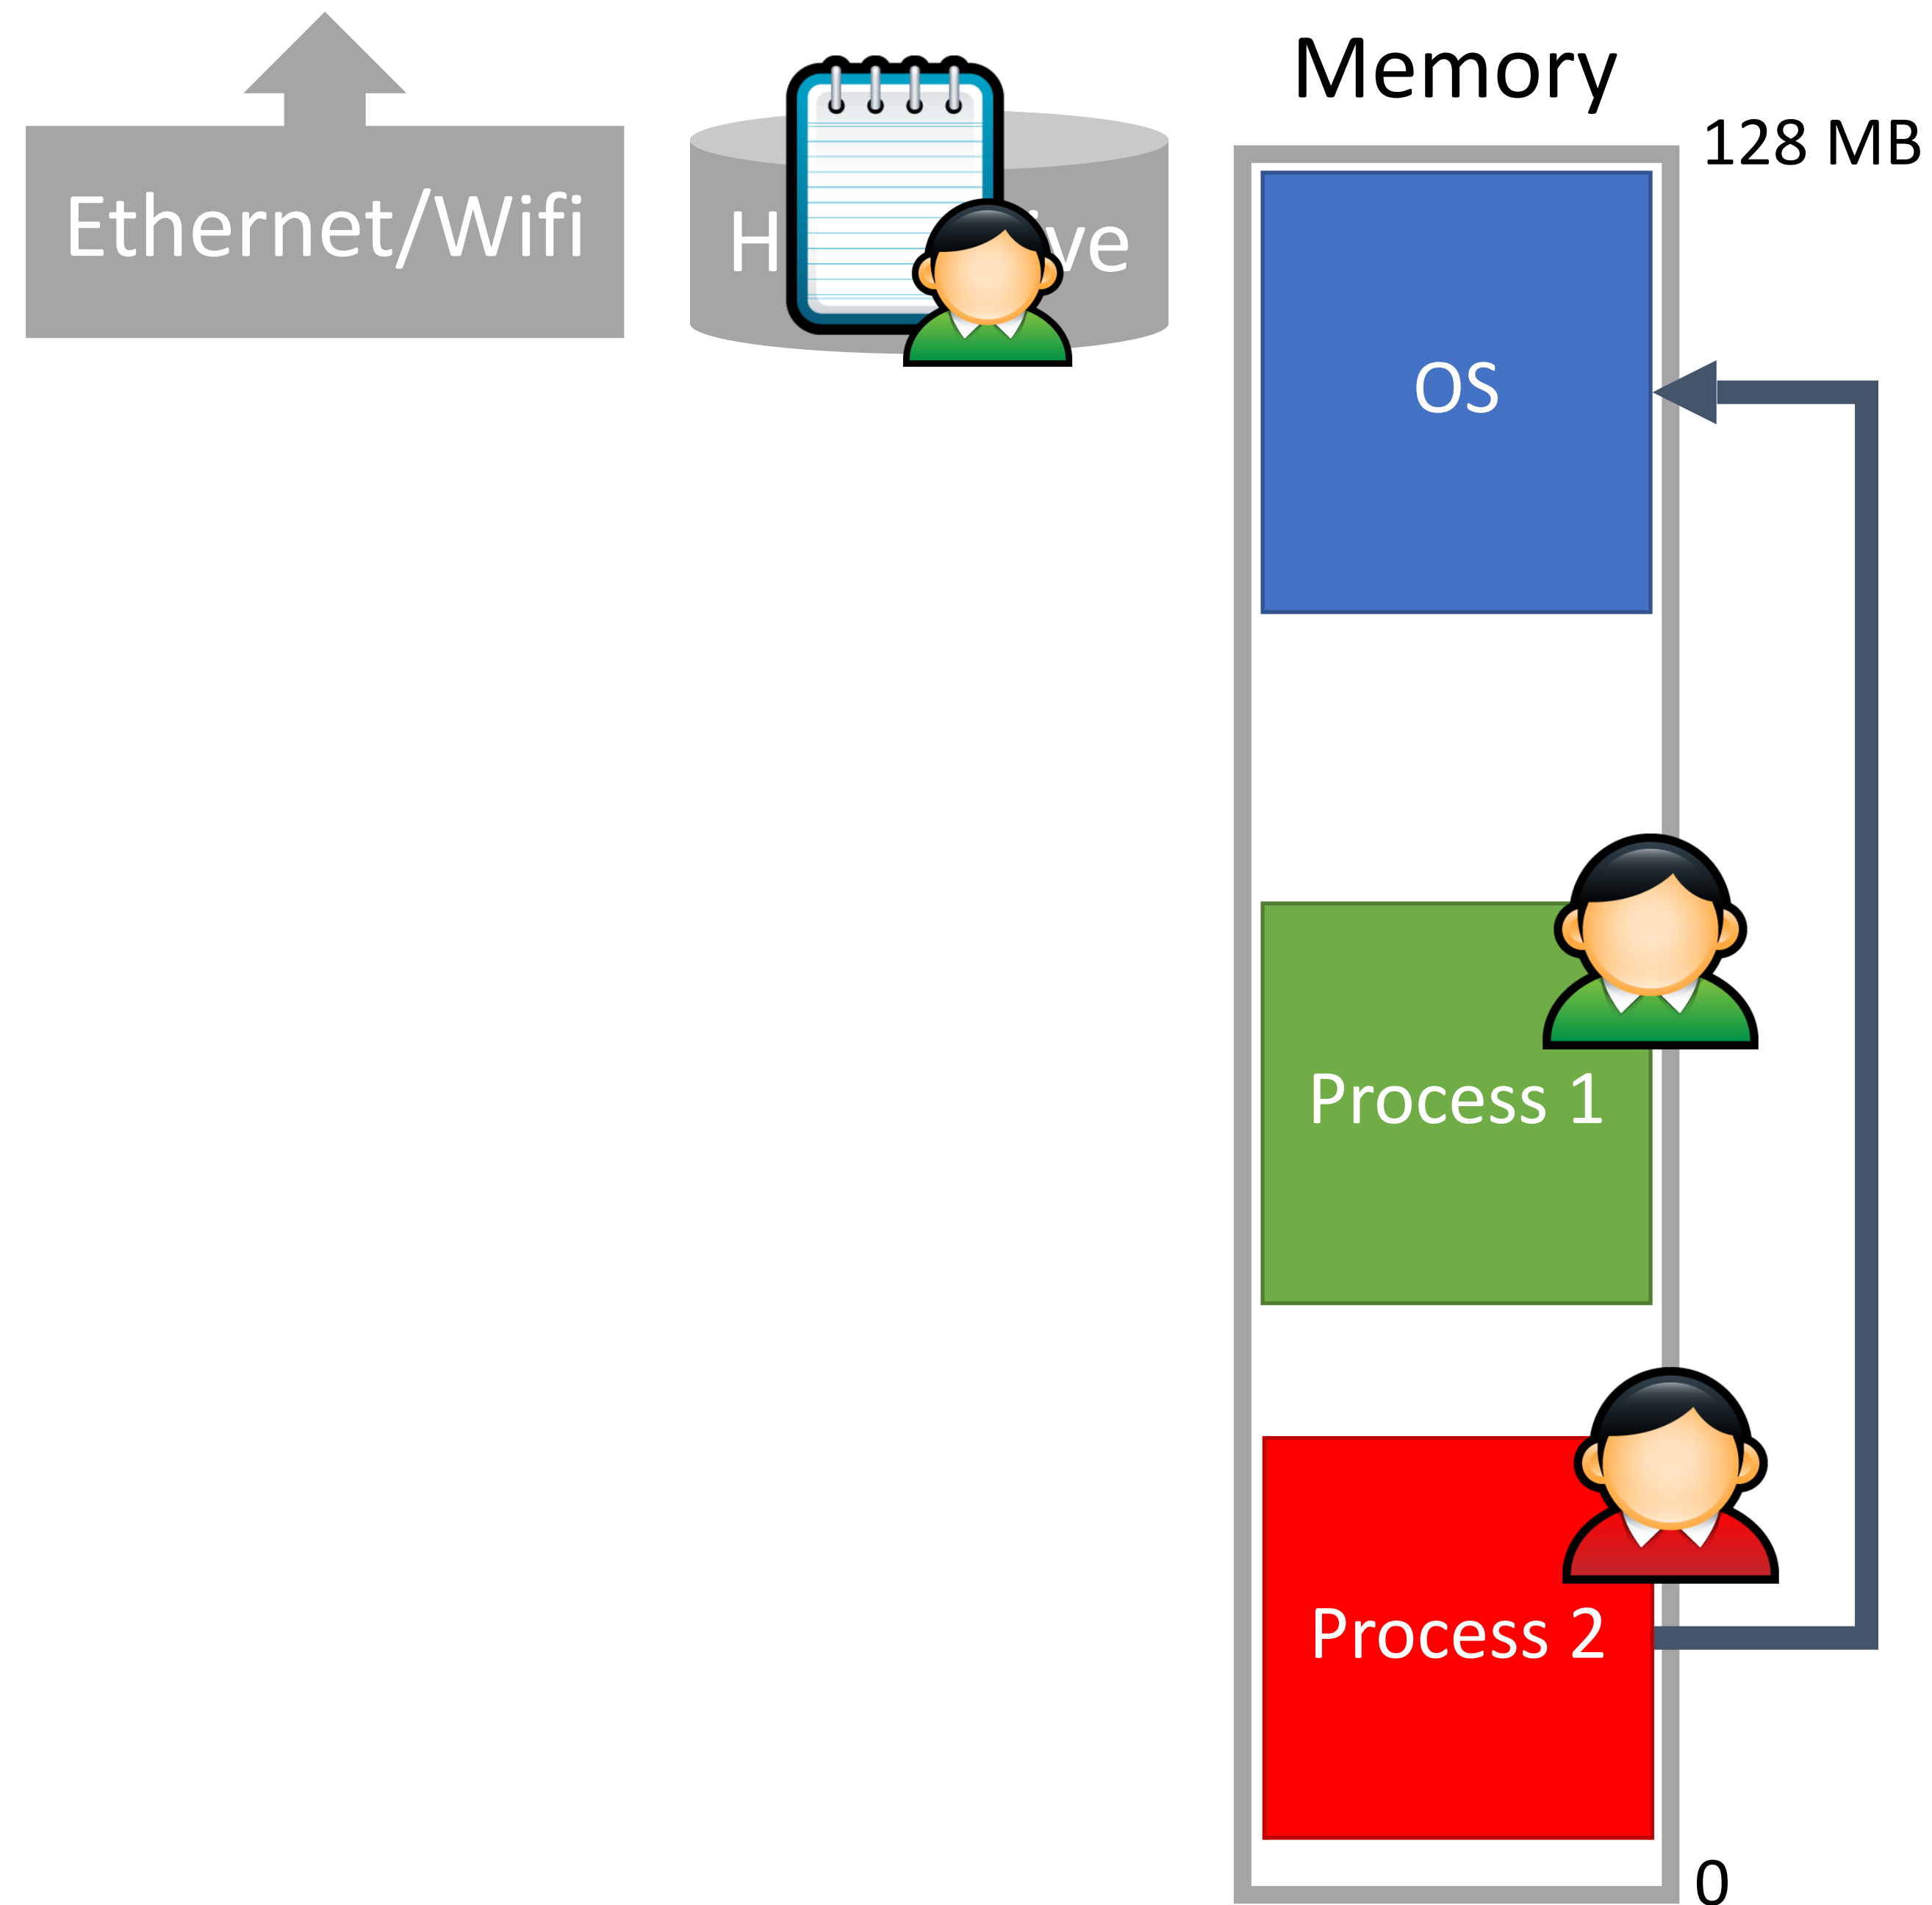 Memory
128 MB
Ethernet/Wifi
OS
Process 1
Process 2
0